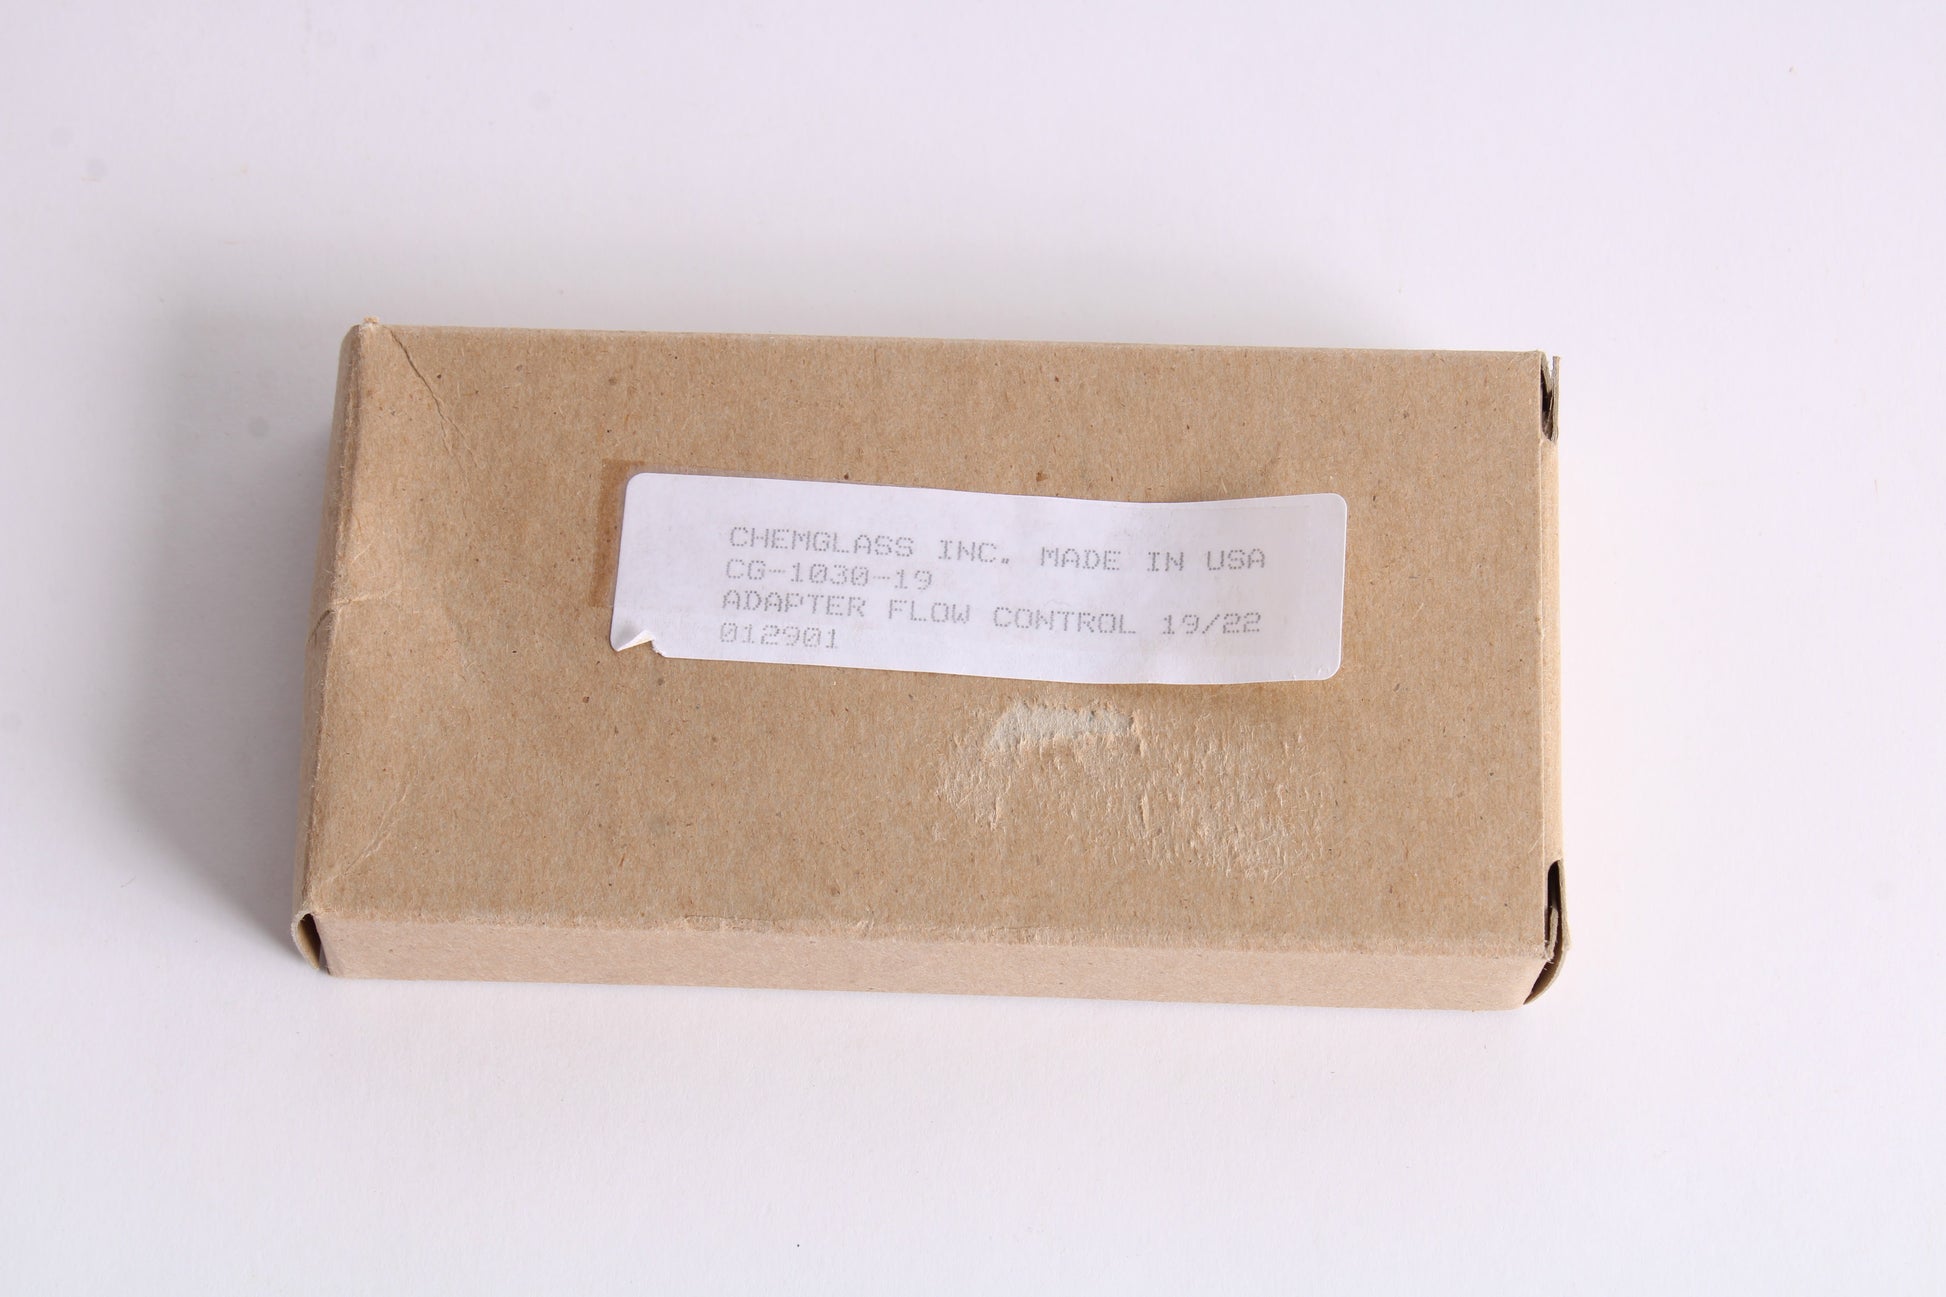 CHEMGLASS INC. MADE IN USA
CG-1030-19
ADAPTER FLOW CONTROL 19/22
012901